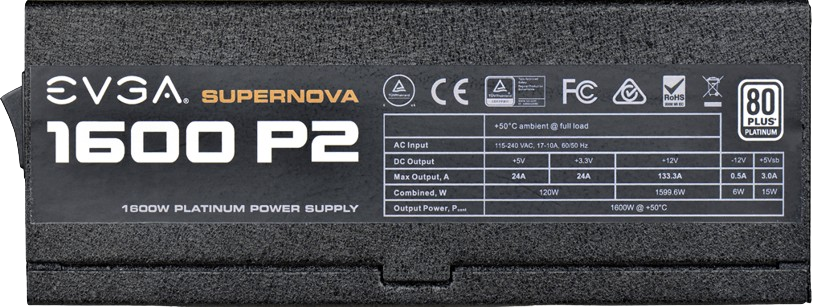 EVGA® SUPERNOVA
1600 P2
1600W PLATINUM POWER SUPPLY
CE FC RoHS
80
PLUS®
PLATINUM
+50°C ambient @ full load
AC Input 115-240 VAC, 17-10A, 60/50 Hz
DC Output +5V +3.3V +12V -12V +5Vsb
Max Output, A 24A 24A 133.3A 0.5A 3.0A
Combined, W 120W 1599.6W 6W 15W
Output Power, Pcont 1600W @ +50°C